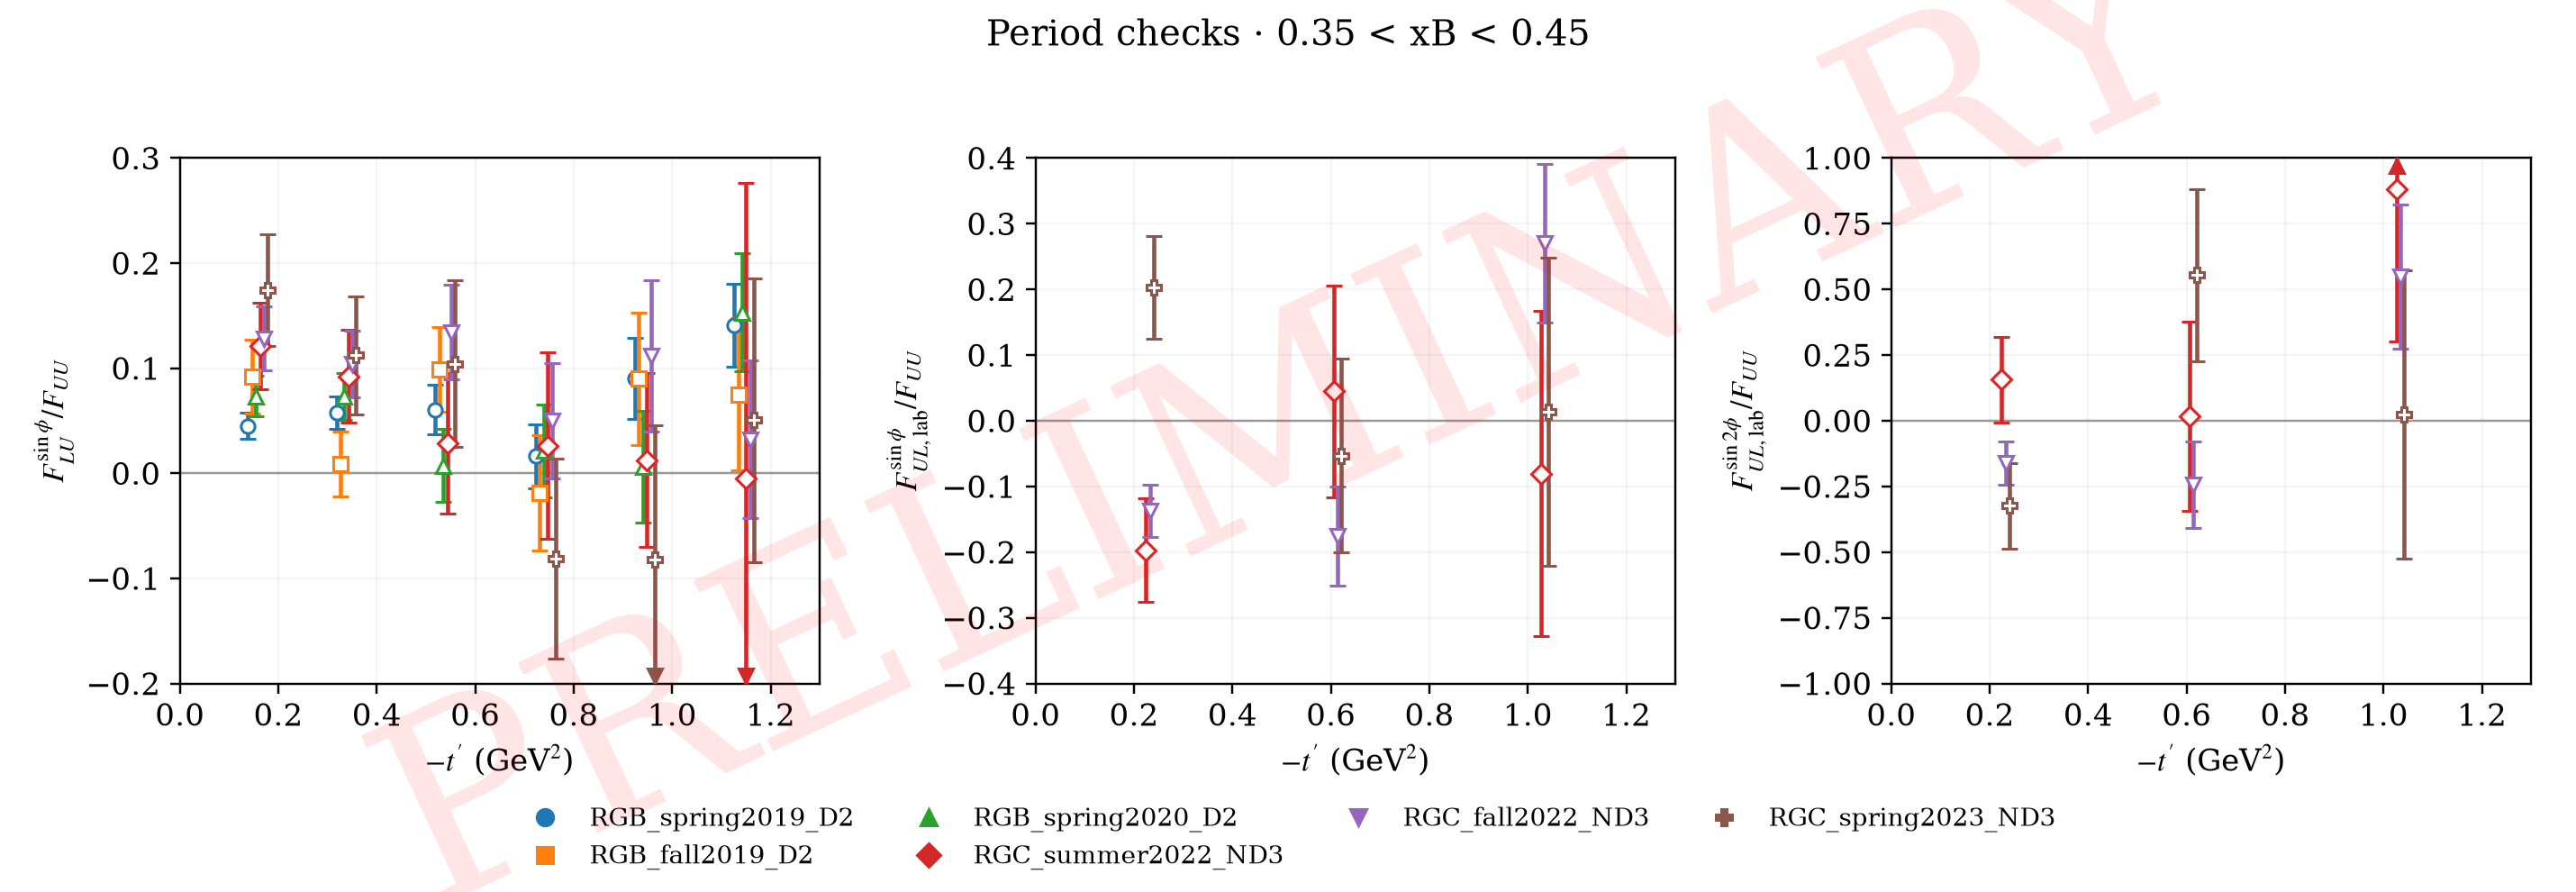 Period checks · 0.35 < xB < 0.45
0.3
0.2
0.1
0.0
−0.1
−0.2
0.0 0.2 0.4 0.6 0.8 1.0 1.2
−t′ (GeV²)
F_{LU}^{sin ϕ}/F_{UU}
0.4
0.3
0.2
0.1
0.0
−0.1
−0.2
−0.3
−0.4
0.0 0.2 0.4 0.6 0.8 1.0 1.2
−t′ (GeV²)
F_{UL, lab}^{sin ϕ}/F_{UU}
1.00
0.75
0.50
0.25
0.00
−0.25
−0.50
−0.75
−1.00
0.0 0.2 0.4 0.6 0.8 1.0 1.2
−t′ (GeV²)
F_{UL, lab}^{sin 2ϕ}/F_{UU}
RGB_spring2019_D2 RGB_spring2020_D2 RGC_fall2022_ND3 RGC_spring2023_ND3
RGB_fall2019_D2 RGC_summer2022_ND3
PRELIMINARY